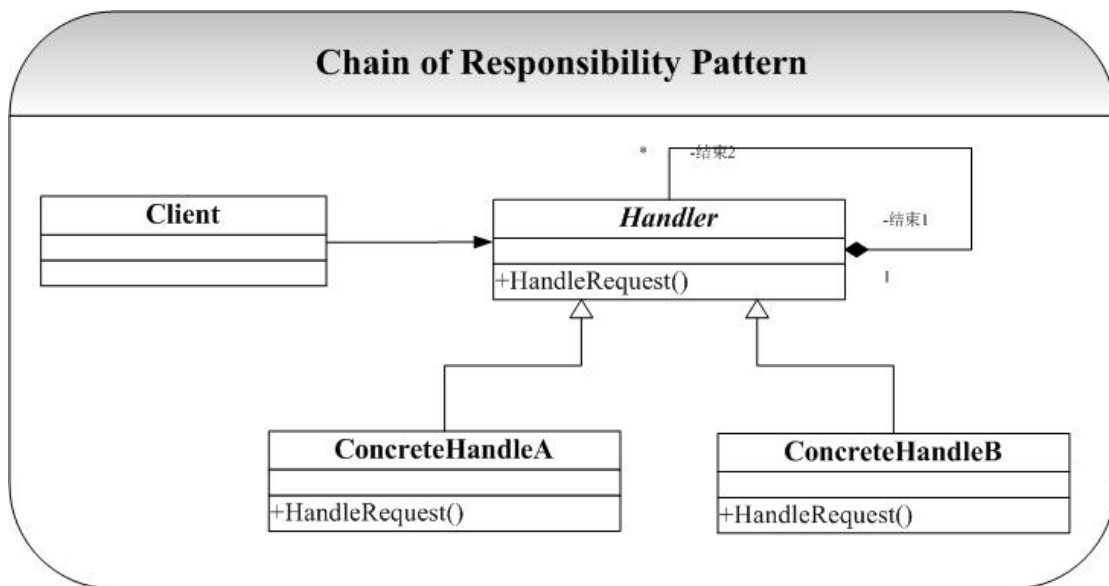 Chain of Responsibility Pattern
* -结束2
Client
Handler
-结束1
+HandleRequest()
1
ConcreteHandleA
ConcreteHandleB
+HandleRequest()
+HandleRequest()